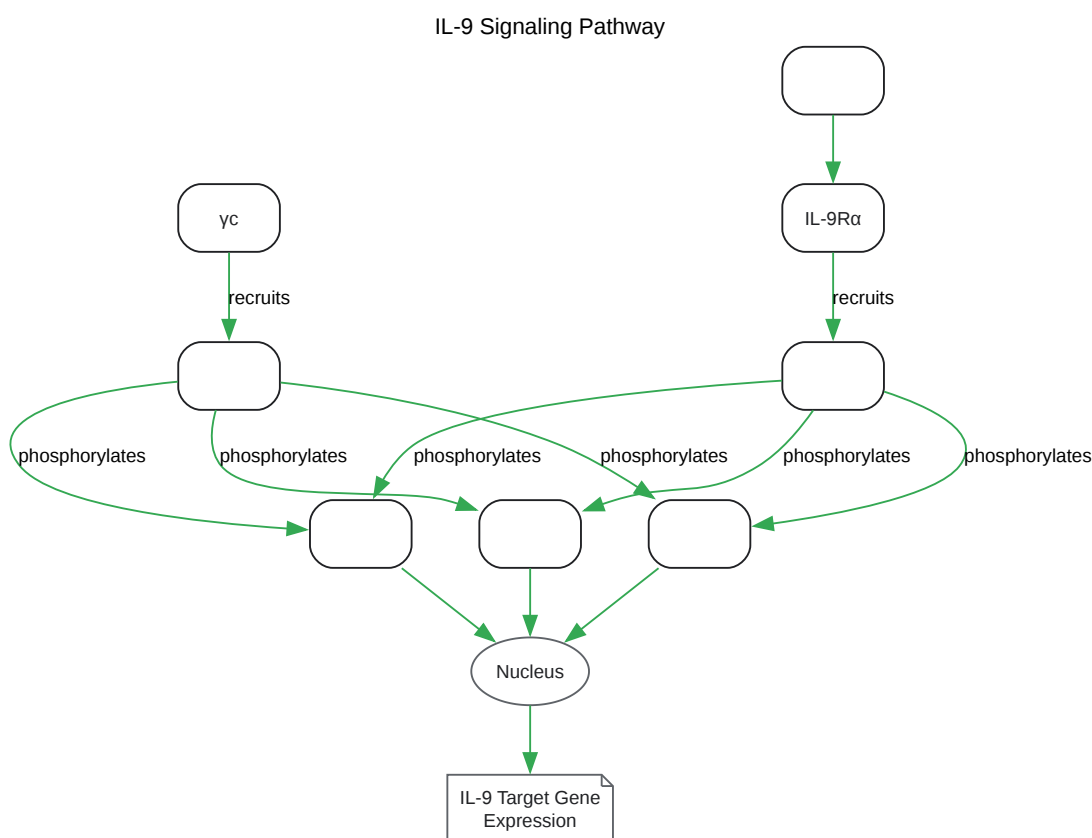 IL-9 Signaling Pathway
γc
IL-9Rα
recruits
recruits
phosphorylates
phosphorylates
phosphorylates
phosphorylates
phosphorylates
phosphorylates
Nucleus
IL-9 Target Gene
Expression